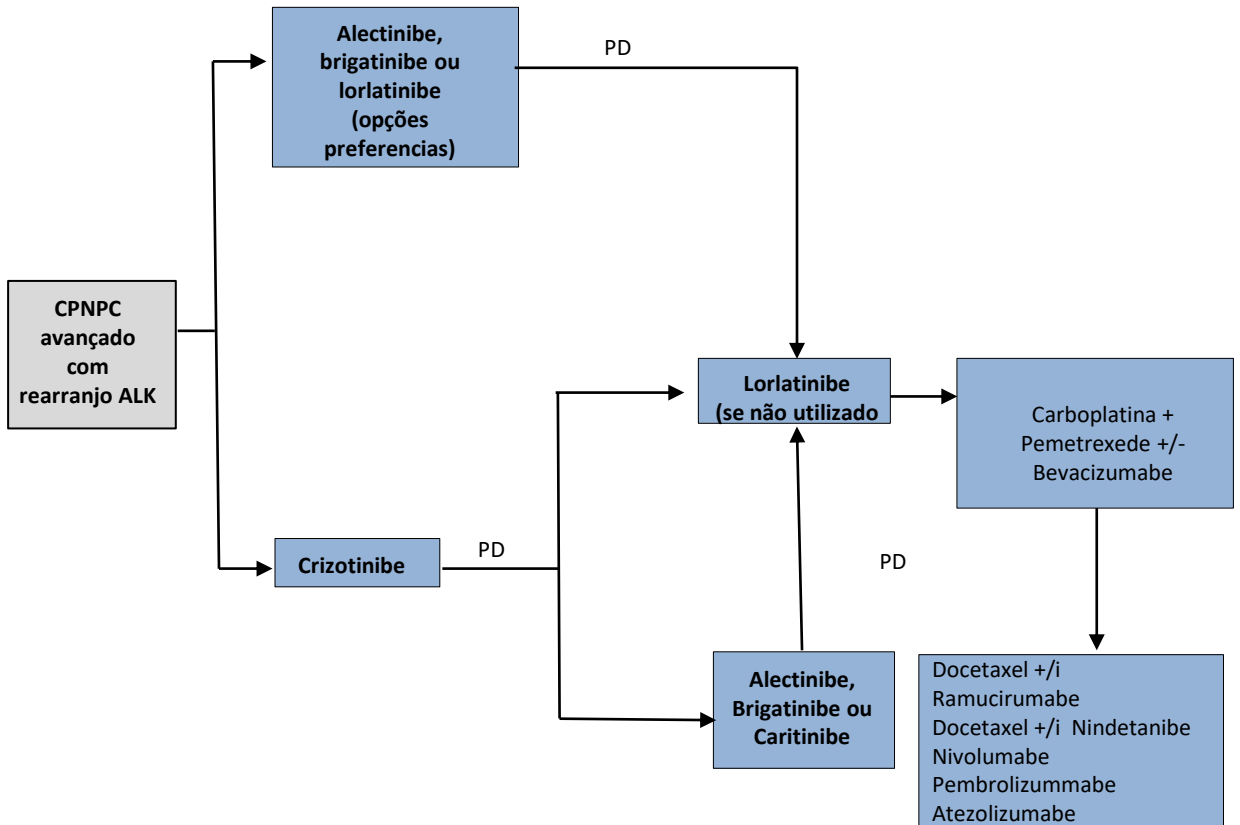 Alectinibe,
brigatinibe ou
lorlatinibe
(opções
preferencias)
PD
CPNPC
avançado
com
rearranjo ALK
Lorlatinibe
(se não utilizado
Carboplatina +
Pemetrexede +/-
Bevacizumabe
Crizotinibe
PD
PD
Alectinibe,
Brigatinibe ou
Caritinibe
Docetaxel +/i
Ramucirumabe
Docetaxel +/i Nindetanibe
Nivolumabe
Pembrolizummabe
Atezolizumabe